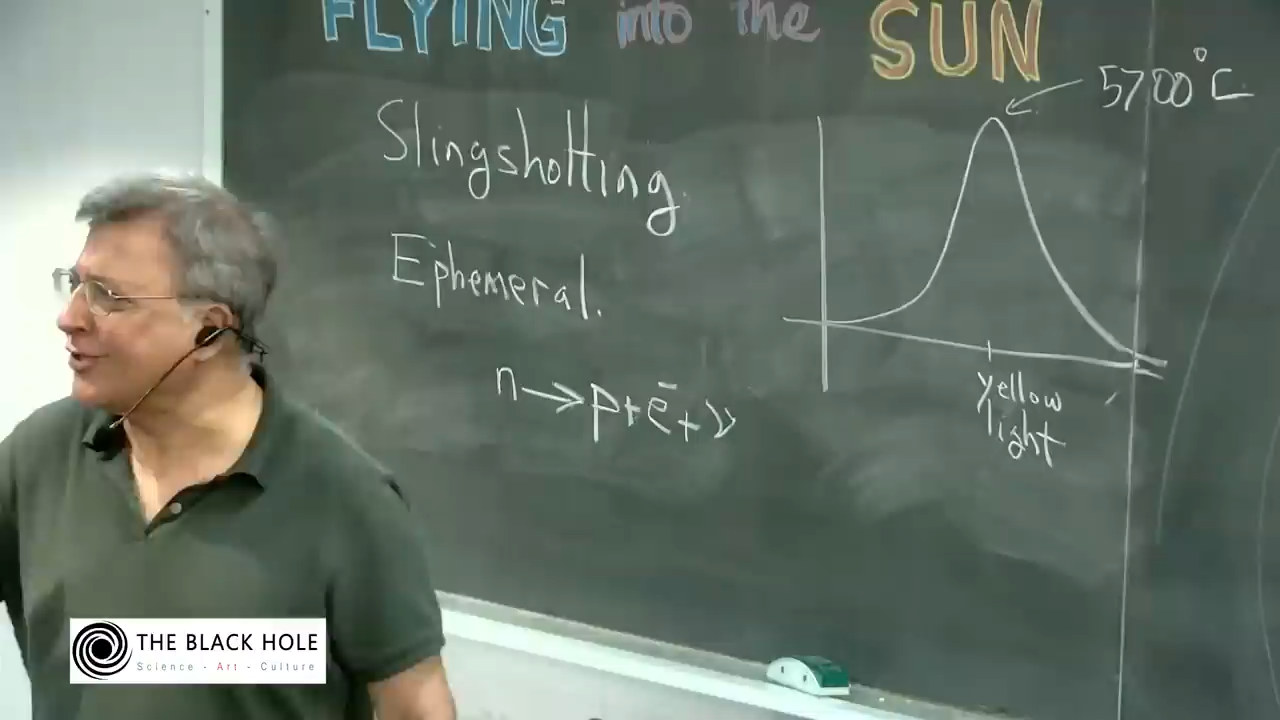 FLYING into the SUN
5700°C
Slingshotting.
Ephemeral.
n→p+e⁻+ν
yellow
light
THE BLACK HOLE
Science - Art - Culture